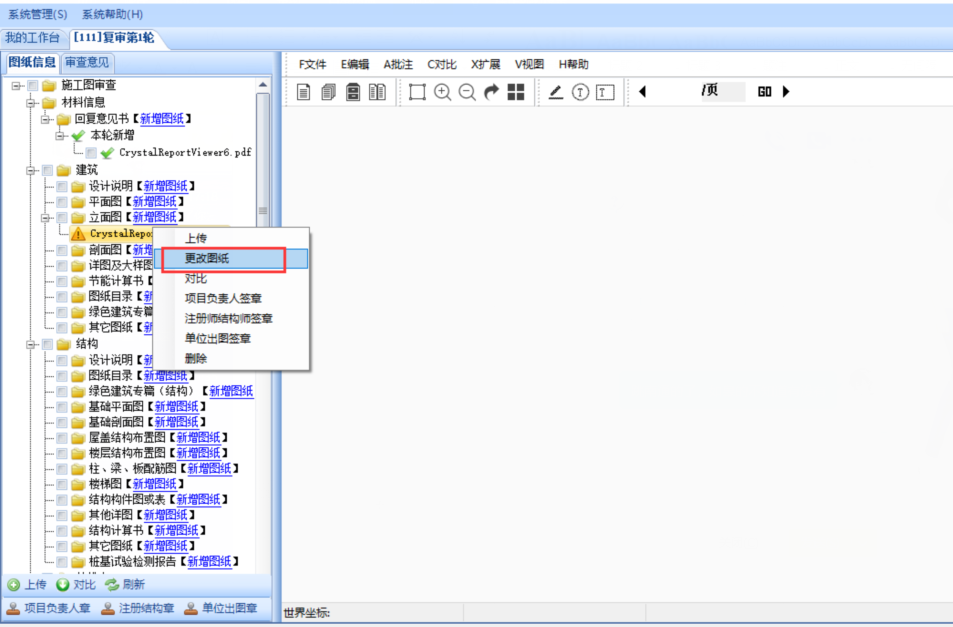 系统管理(S) 系统帮助(H)
我的工作台 [111]复审第1轮
图纸信息 审查意见
F文件 E编辑 A批注 C对比 X扩展 V视图 H帮助
/页 GO
施工图审查
材料信息
回复意见书【新增图纸】
本轮新增
CrystalReportViewer6.pdf
建筑
设计说明【新增图纸】
平面图【新增图纸】
立面图【新增图纸】
CrystalRepo
剖面图【新增
详图及大样图
节能计算书【
图纸目录【新
绿色建筑专篇
其它图纸【新
上传
更改图纸
对比
项目负责人签章
注册师结构师签章
单位出图签章
删除
结构
设计说明【新
图纸目录【新增图纸】
绿色建筑专篇（结构）【新增图纸
基础平面图【新增图纸】
基础剖面图【新增图纸】
屋盖结构布置图【新增图纸】
楼层结构布置图【新增图纸】
柱、梁、板配筋图【新增图纸】
楼梯图【新增图纸】
结构构件图或表【新增图纸】
其他详图【新增图纸】
结构计算书【新增图纸】
其它图纸【新增图纸】
桩基试验检测报告【新增图纸】
上传 对比 刷新
项目负责人章 注册结构章 单位出图章
世界坐标: